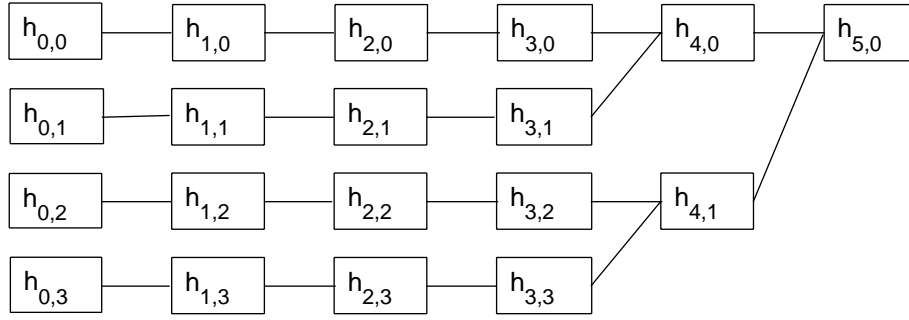 h0,0 h1,0 h2,0 h3,0 h4,0 h5,0
h0,1 h1,1 h2,1 h3,1
h0,2 h1,2 h2,2 h3,2 h4,1
h0,3 h1,3 h2,3 h3,3